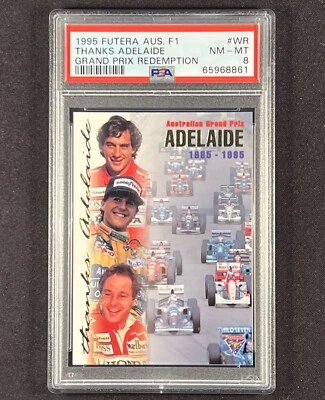 1995 FUTERA AUS. F1 #WR
THANKS ADELAIDE NM - MT
GRAND PRIX REDEMPTION 8
PSA 65968861
Australian Grand Prix
ADELAIDE
1985 - 1995
thanks Adelaide